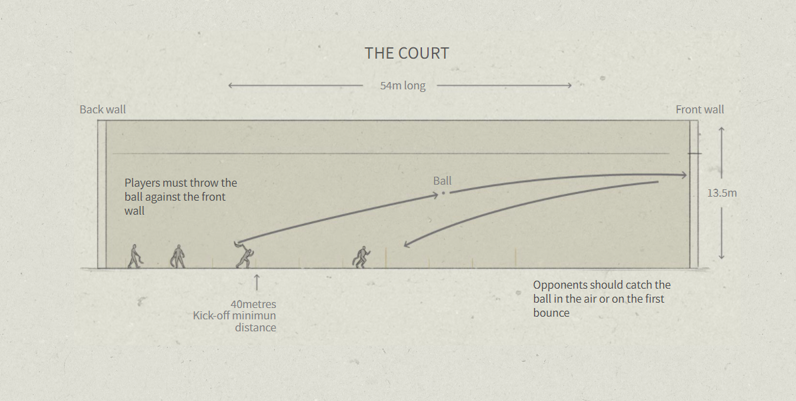 THE COURT
54m long
Back wall
Front wall
Players must throw the
ball against the front
wall
Ball
13.5m
40metres
Kick-off minimun
distance
Opponents should catch the
ball in the air or on the first
bounce